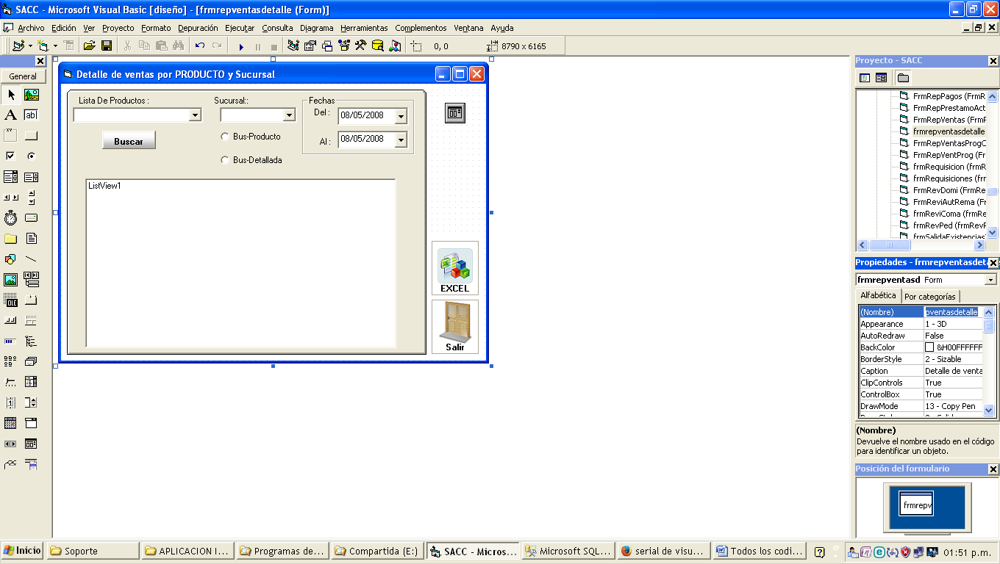 SACC - Microsoft Visual Basic [diseño] - [frmrepventasdetalle (Form)]
Archivo Edición Ver Proyecto Formato Depuración Ejecutar Consulta Diagrama Herramientas Complementos Ventana Ayuda
0, 0 8790 x 6165
General
A ab|
xy
OLE
Detalle de ventas por PRODUCTO y Sucursal
Lista De Productos : Sucursal:: Fechas
Del : 08/05/2008
Buscar Bus-Producto Al : 08/05/2008
Bus-Detallada
ListView1
EXCEL
Salir
Proyecto - SACC
FrmRepPagos (FrmR
FrmRepPrestamoAct
FrmRepVentas (FrmF
frmrepventasdetalle
FrmRepVentasProgC
FrmRepVentProg (Fr
frmRequisicion (frmR
frmRequisiciones (fr
FrmRevDomi (FrmRe
FrmReviAutRema (Fr
frmReviComa (frmRe
frmRevPed (frmRevF
frmSalidaExistencias
Propiedades - frmrepventasdeta
frmrepventasd Form
Alfabética Por categorías
(Nombre) pventasdetalle
Appearance 1 - 3D
AutoRedraw False
BackColor &H00FFFFFF
BorderStyle 2 - Sizable
Caption Detalle de venta
ClipControls True
ControlBox True
DrawMode 13 - Copy Pen
(Nombre)
Devuelve el nombre usado en el código
para identificar un objeto.
Posición del formulario
frmrepv
Inicio Soporte APLICACION I... Programas de... Compartida (E:) SACC - Micros... Microsoft SQL... serial de visu... Todos los codi... 01:51 p.m.